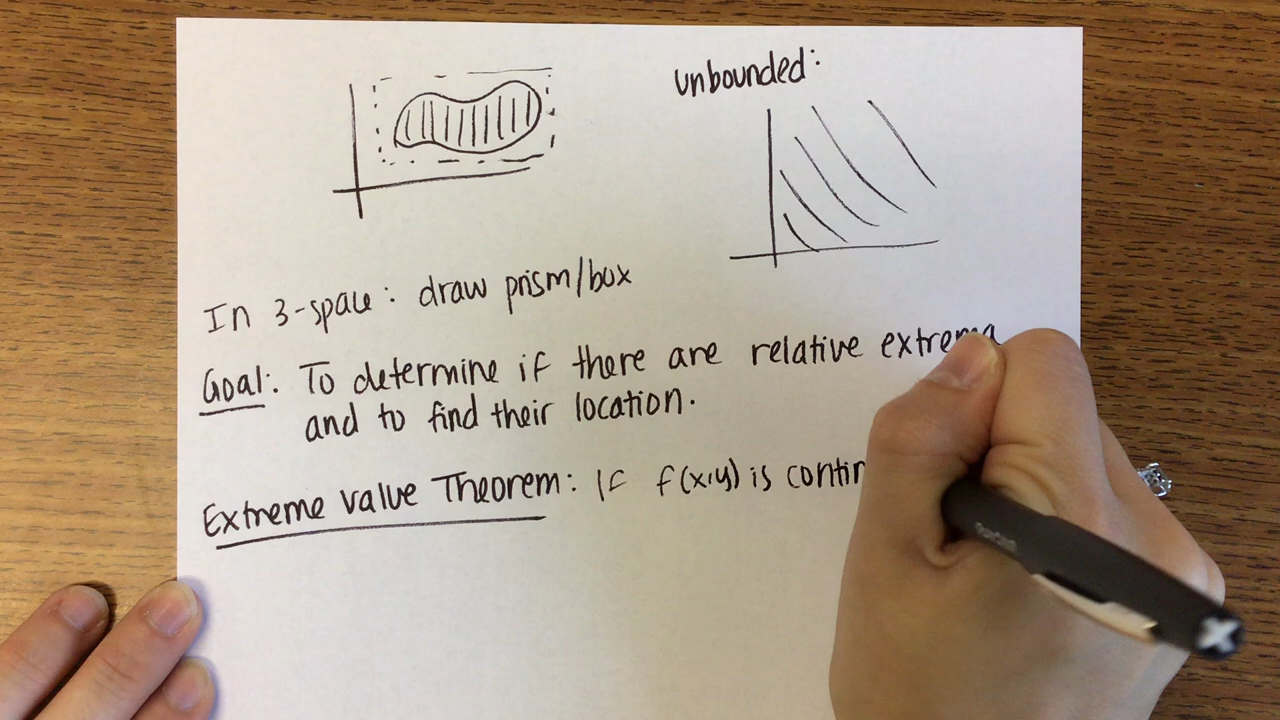 unbounded:
In 3-space: draw prism/box
Goal: To determine if there are relative extrema
and to find their location.
Extreme value Theorem: If f(x,y) is contin